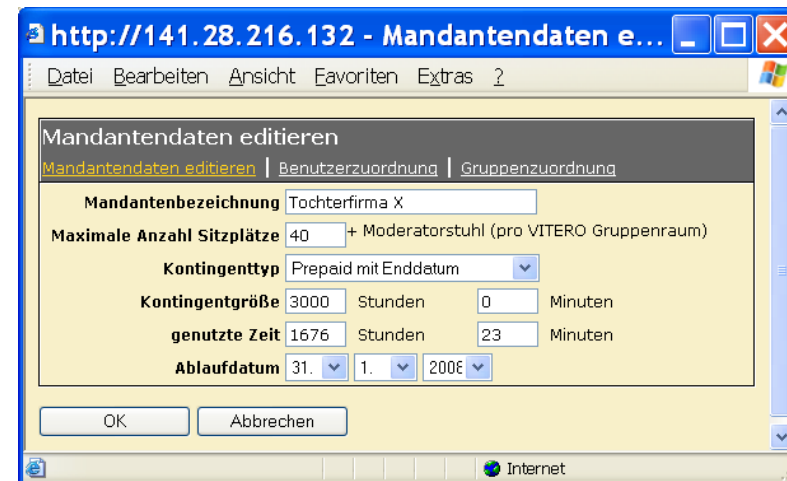 http://141.28.216.132 - Mandantendaten e...
Datei Bearbeiten Ansicht Favoriten Extras ?
Mandantendaten editieren
Mandantendaten editieren | Benutzerzuordnung | Gruppenzuordnung
Mandantenbezeichnung Tochterfirma X
Maximale Anzahl Sitzplätze 40 + Moderatorstuhl (pro VITERO Gruppenraum)
Kontingenttyp Prepaid mit Enddatum
Kontingentgröße 3000 Stunden 0 Minuten
genutzte Zeit 1676 Stunden 23 Minuten
Ablaufdatum 31. 1. 2008
OK Abbrechen
Internet